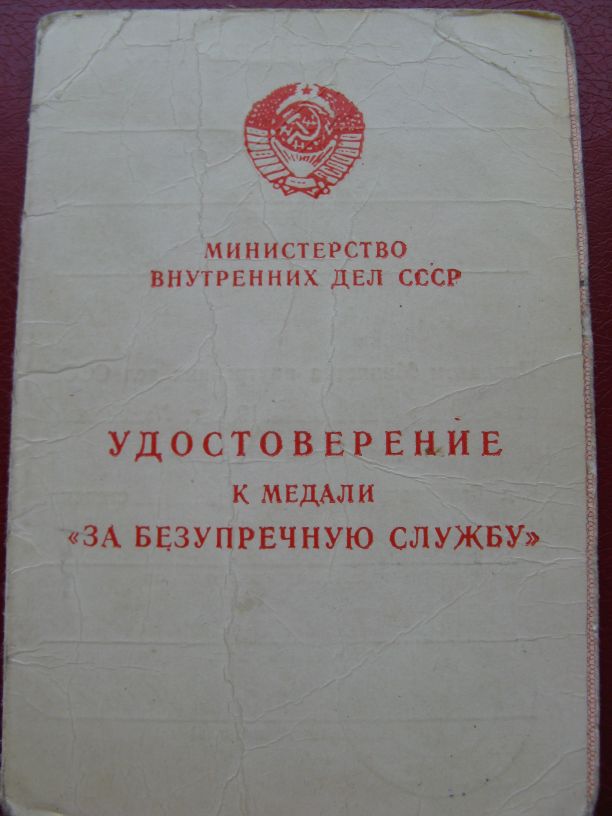 МИНИСТЕРСТВО
ВНУТРЕННИХ ДЕЛ СССР
УДОСТОВЕРЕНИЕ
К МЕДАЛИ
«ЗА БЕЗУПРЕЧНУЮ СЛУЖБУ»